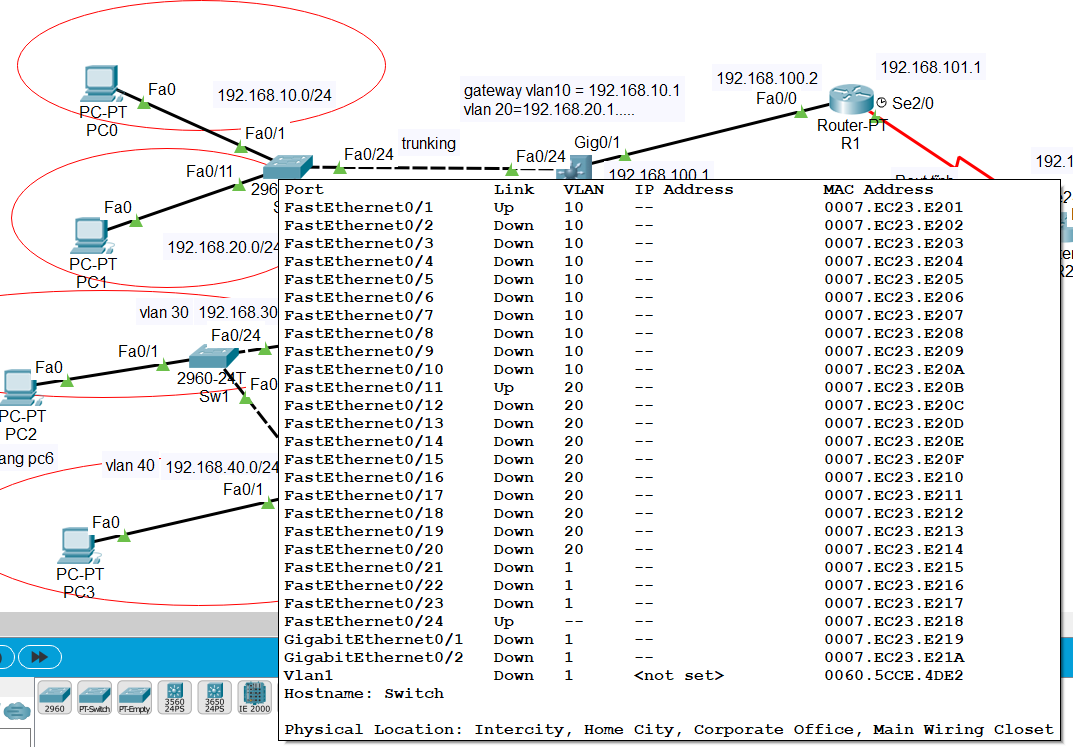 192.168.101.1
192.168.100.2
Fa0/0
Se2/0
Router-PT
R1
gateway vlan10 = 192.168.10.1
vlan 20=192.168.20.1.....
Fa0
192.168.10.0/24
PC-PT
PC0
Fa0/1
trunking
Gig0/1
Fa0/24
Fa0/24
192.168.100.1
192.1
Fa0/11
296
Fa0
192.168.20.0/24
PC-PT
PC1
vlan 30 192.168.30
Fa0/24
Fa0/1
Fa0
2960-24T
Sw1
Fa0
PC-PT
PC2
ang pc6
vlan 40
192.168.40.0/24
Fa0/1
Fa0
PC-PT
PC3
Port Link VLAN IP Address MAC Address
FastEthernet0/1 Up 10 -- 0007.EC23.E201
FastEthernet0/2 Down 10 -- 0007.EC23.E202
FastEthernet0/3 Down 10 -- 0007.EC23.E203
FastEthernet0/4 Down 10 -- 0007.EC23.E204
FastEthernet0/5 Down 10 -- 0007.EC23.E205
FastEthernet0/6 Down 10 -- 0007.EC23.E206
FastEthernet0/7 Down 10 -- 0007.EC23.E207
FastEthernet0/8 Down 10 -- 0007.EC23.E208
FastEthernet0/9 Down 10 -- 0007.EC23.E209
FastEthernet0/10 Down 10 -- 0007.EC23.E20A
FastEthernet0/11 Up 20 -- 0007.EC23.E20B
FastEthernet0/12 Down 20 -- 0007.EC23.E20C
FastEthernet0/13 Down 20 -- 0007.EC23.E20D
FastEthernet0/14 Down 20 -- 0007.EC23.E20E
FastEthernet0/15 Down 20 -- 0007.EC23.E20F
FastEthernet0/16 Down 20 -- 0007.EC23.E210
FastEthernet0/17 Down 20 -- 0007.EC23.E211
FastEthernet0/18 Down 20 -- 0007.EC23.E212
FastEthernet0/19 Down 20 -- 0007.EC23.E213
FastEthernet0/20 Down 20 -- 0007.EC23.E214
FastEthernet0/21 Down 1 -- 0007.EC23.E215
FastEthernet0/22 Down 1 -- 0007.EC23.E216
FastEthernet0/23 Down 1 -- 0007.EC23.E217
FastEthernet0/24 Up -- -- 0007.EC23.E218
GigabitEthernet0/1 Down 1 -- 0007.EC23.E219
GigabitEthernet0/2 Down 1 -- 0007.EC23.E21A
Vlan1 Down 1 <not set> 0060.5CCE.4DE2
Hostname: Switch
Physical Location: Intercity, Home City, Corporate Office, Main Wiring Closet
2960
PT-Switch
PT-Empty
3560
24PS
3650
24PS
IE 2000